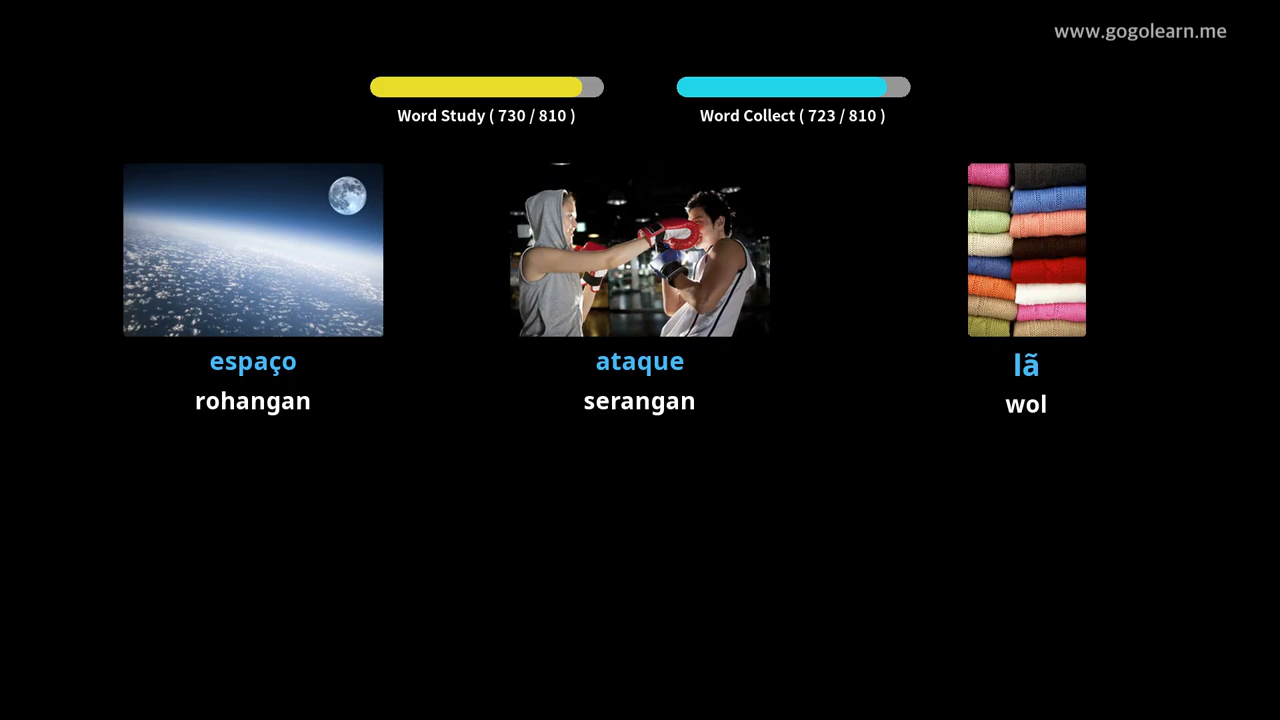 www.gogolearn.me
Word Study ( 730 / 810 )
Word Collect ( 723 / 810 )
espaço
rohangan
ataque
serangan
lã
wol